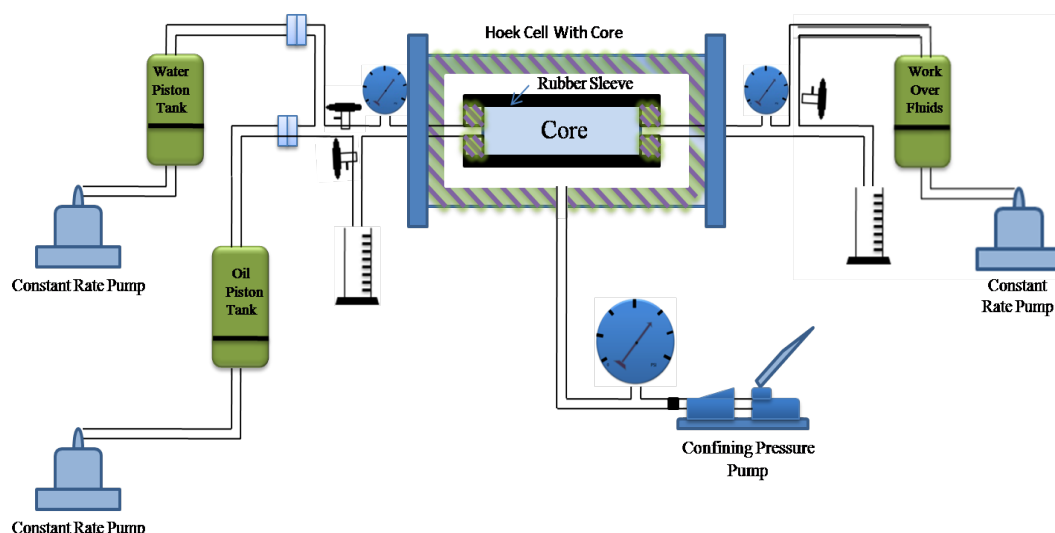 Hoek Cell With Core
Water
Piston
Tank
Rubber Sleeve
Core
Work
Over
Fluids
Constant Rate Pump
Oil
Piston
Tank
Constant
Rate Pump
Confining Pressure
Pump
Constant Rate Pump